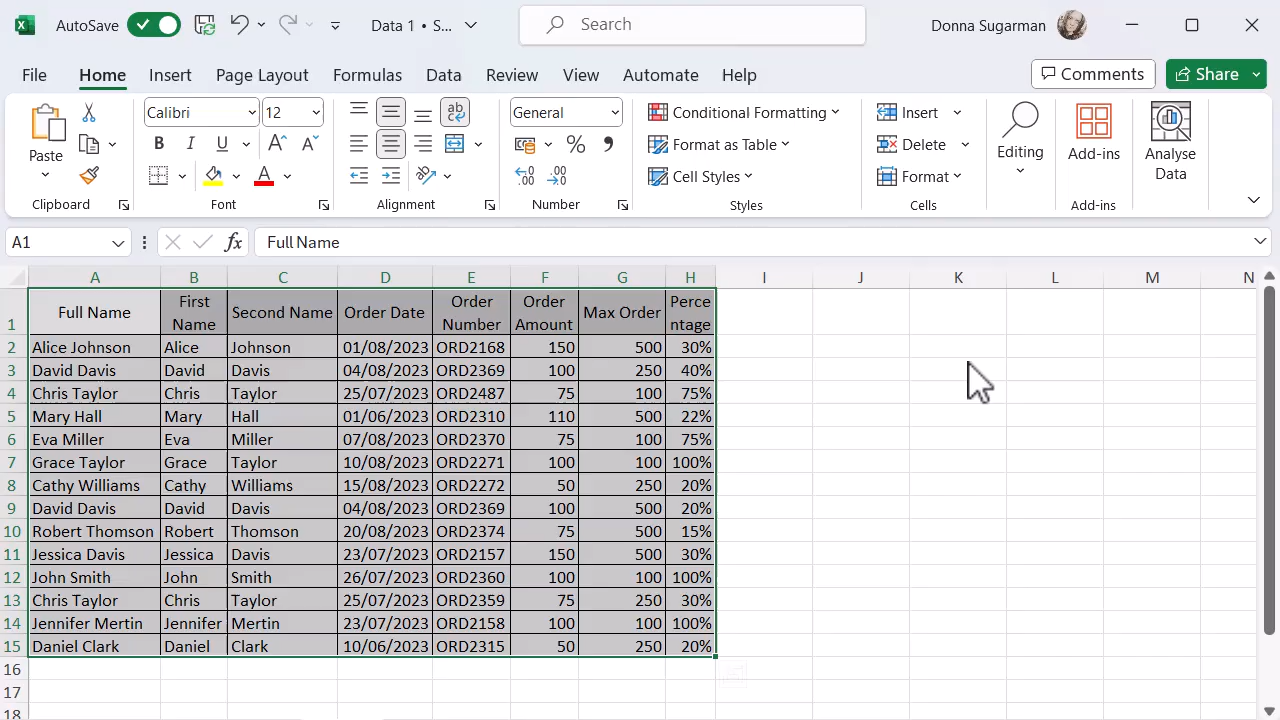 AutoSave Data 1 • S... Search Donna Sugarman
File Home Insert Page Layout Formulas Data Review View Automate Help Comments Share
Calibri 12 ab General Conditional Formatting Insert
Paste B I U A A % , Format as Table Delete Editing Add-ins Analyse Data
A Cell Styles Format
Clipboard Font Alignment Number Styles Cells Add-ins
A1 fx Full Name
A B C D E F G H I J K L M N
1 Full Name First Name Second Name Order Date Order Number Order Amount Max Order Percentage
2 Alice Johnson Alice Johnson 01/08/2023 ORD2168 150 500 30%
3 David Davis David Davis 04/08/2023 ORD2369 100 250 40%
4 Chris Taylor Chris Taylor 25/07/2023 ORD2487 75 100 75%
5 Mary Hall Mary Hall 01/06/2023 ORD2310 110 500 22%
6 Eva Miller Eva Miller 07/08/2023 ORD2370 75 100 75%
7 Grace Taylor Grace Taylor 10/08/2023 ORD2271 100 100 100%
8 Cathy Williams Cathy Williams 15/08/2023 ORD2272 50 250 20%
9 David Davis David Davis 04/08/2023 ORD2369 100 500 20%
10 Robert Thomson Robert Thomson 20/08/2023 ORD2374 75 500 15%
11 Jessica Davis Jessica Davis 23/07/2023 ORD2157 150 500 30%
12 John Smith John Smith 26/07/2023 ORD2360 100 100 100%
13 Chris Taylor Chris Taylor 25/07/2023 ORD2359 75 250 30%
14 Jennifer Mertin Jennifer Mertin 23/07/2023 ORD2158 100 100 100%
15 Daniel Clark Daniel Clark 10/06/2023 ORD2315 50 250 20%
16
17
18